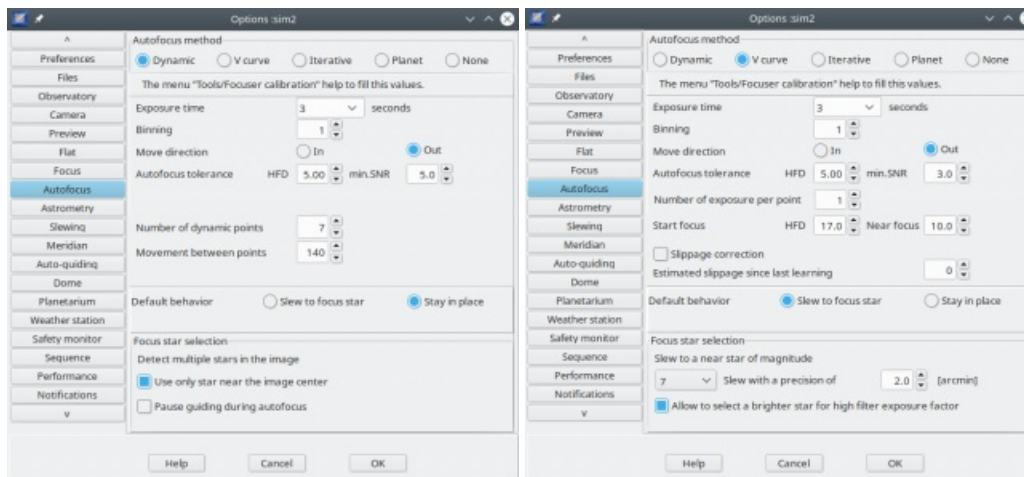 Options :sim2
^
Preferences
Files
Observatory
Camera
Preview
Flat
Focus
Autofocus
Astrometry
Slewing
Meridian
Auto-guiding
Dome
Planetarium
Weather station
Safety monitor
Sequence
Performance
Notifications
v
Autofocus method
Dynamic V curve Iterative Planet None
The menu "Tools/Focuser calibration" help to fill this values.
Exposure time 3 seconds
Binning 1
Move direction In Out
Autofocus tolerance HFD 5.00 min.SNR 5.0
Number of dynamic points 7
Movement between points 140
Default behavior Slew to focus star Stay in place
Focus star selection
Detect multiple stars in the image
Use only star near the image center
Pause guiding during autofocus
Help Cancel OK
Options :sim2
^
Preferences
Files
Observatory
Camera
Preview
Flat
Focus
Autofocus
Astrometry
Slewing
Meridian
Auto-guiding
Dome
Planetarium
Weather station
Safety monitor
Sequence
Performance
Notifications
v
Autofocus method
Dynamic V curve Iterative Planet None
The menu "Tools/Focuser calibration" help to fill this values.
Exposure time 3 seconds
Binning 1
Move direction In Out
Autofocus tolerance HFD 5.00 min.SNR 3.0
Number of exposure per point 1
Start focus HFD 17.0 Near focus 10.0
Slippage correction
Estimated slippage since last learning 0
Default behavior Slew to focus star Stay in place
Focus star selection
Slew to a near star of magnitude
7 Slew with a precision of 2.0 [arcmin]
Allow to select a brighter star for high filter exposure factor
Help Cancel OK